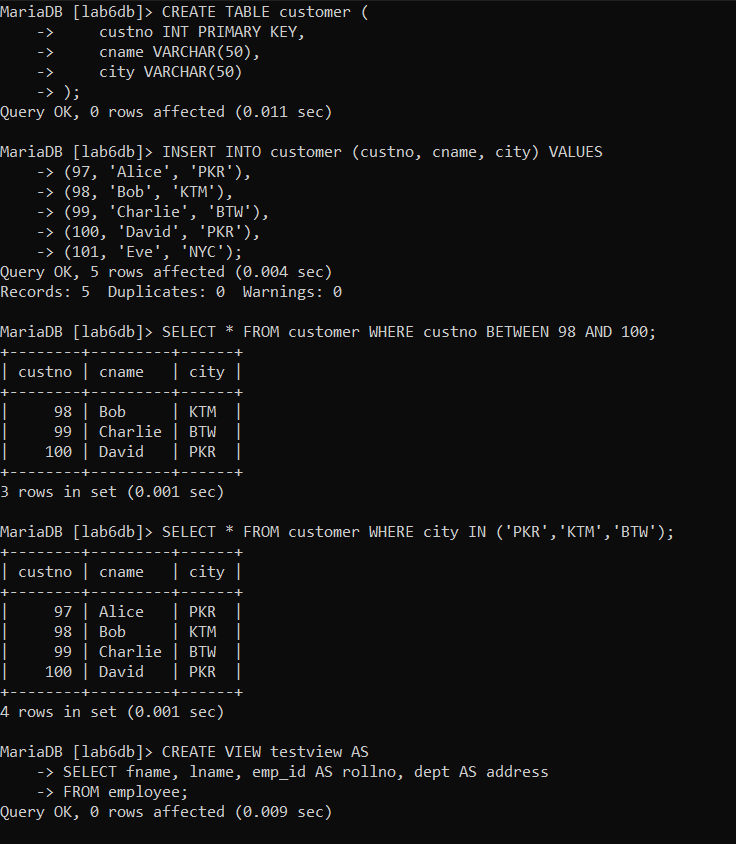 MariaDB [lab6db]> CREATE TABLE customer (
    ->     custno INT PRIMARY KEY,
    ->     cname VARCHAR(50),
    ->     city VARCHAR(50)
    -> );
Query OK, 0 rows affected (0.011 sec)

MariaDB [lab6db]> INSERT INTO customer (custno, cname, city) VALUES
    -> (97, 'Alice', 'PKR'),
    -> (98, 'Bob', 'KTM'),
    -> (99, 'Charlie', 'BTW'),
    -> (100, 'David', 'PKR'),
    -> (101, 'Eve', 'NYC');
Query OK, 5 rows affected (0.004 sec)
Records: 5  Duplicates: 0  Warnings: 0

MariaDB [lab6db]> SELECT * FROM customer WHERE custno BETWEEN 98 AND 100;
+--------+---------+------+
| custno | cname   | city |
+--------+---------+------+
|     98 | Bob     | KTM  |
|     99 | Charlie | BTW  |
|    100 | David   | PKR  |
+--------+---------+------+
3 rows in set (0.001 sec)

MariaDB [lab6db]> SELECT * FROM customer WHERE city IN ('PKR','KTM','BTW');
+--------+---------+------+
| custno | cname   | city |
+--------+---------+------+
|     97 | Alice   | PKR  |
|     98 | Bob     | KTM  |
|     99 | Charlie | BTW  |
|    100 | David   | PKR  |
+--------+---------+------+
4 rows in set (0.001 sec)

MariaDB [lab6db]> CREATE VIEW testview AS
    -> SELECT fname, lname, emp_id AS rollno, dept AS address
    -> FROM employee;
Query OK, 0 rows affected (0.009 sec)